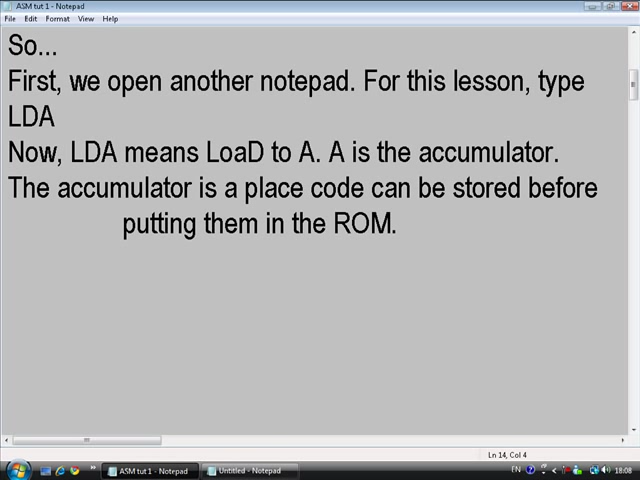 ASM tut 1 - Notepad
File Edit Format View Help
So...
First, we open another notepad. For this lesson, type
LDA
Now, LDA means LoaD to A. A is the accumulator.
The accumulator is a place code can be stored before
putting them in the ROM.
Ln 14, Col 4
ASM tut 1 - Notepad Untitled - Notepad EN 18:08